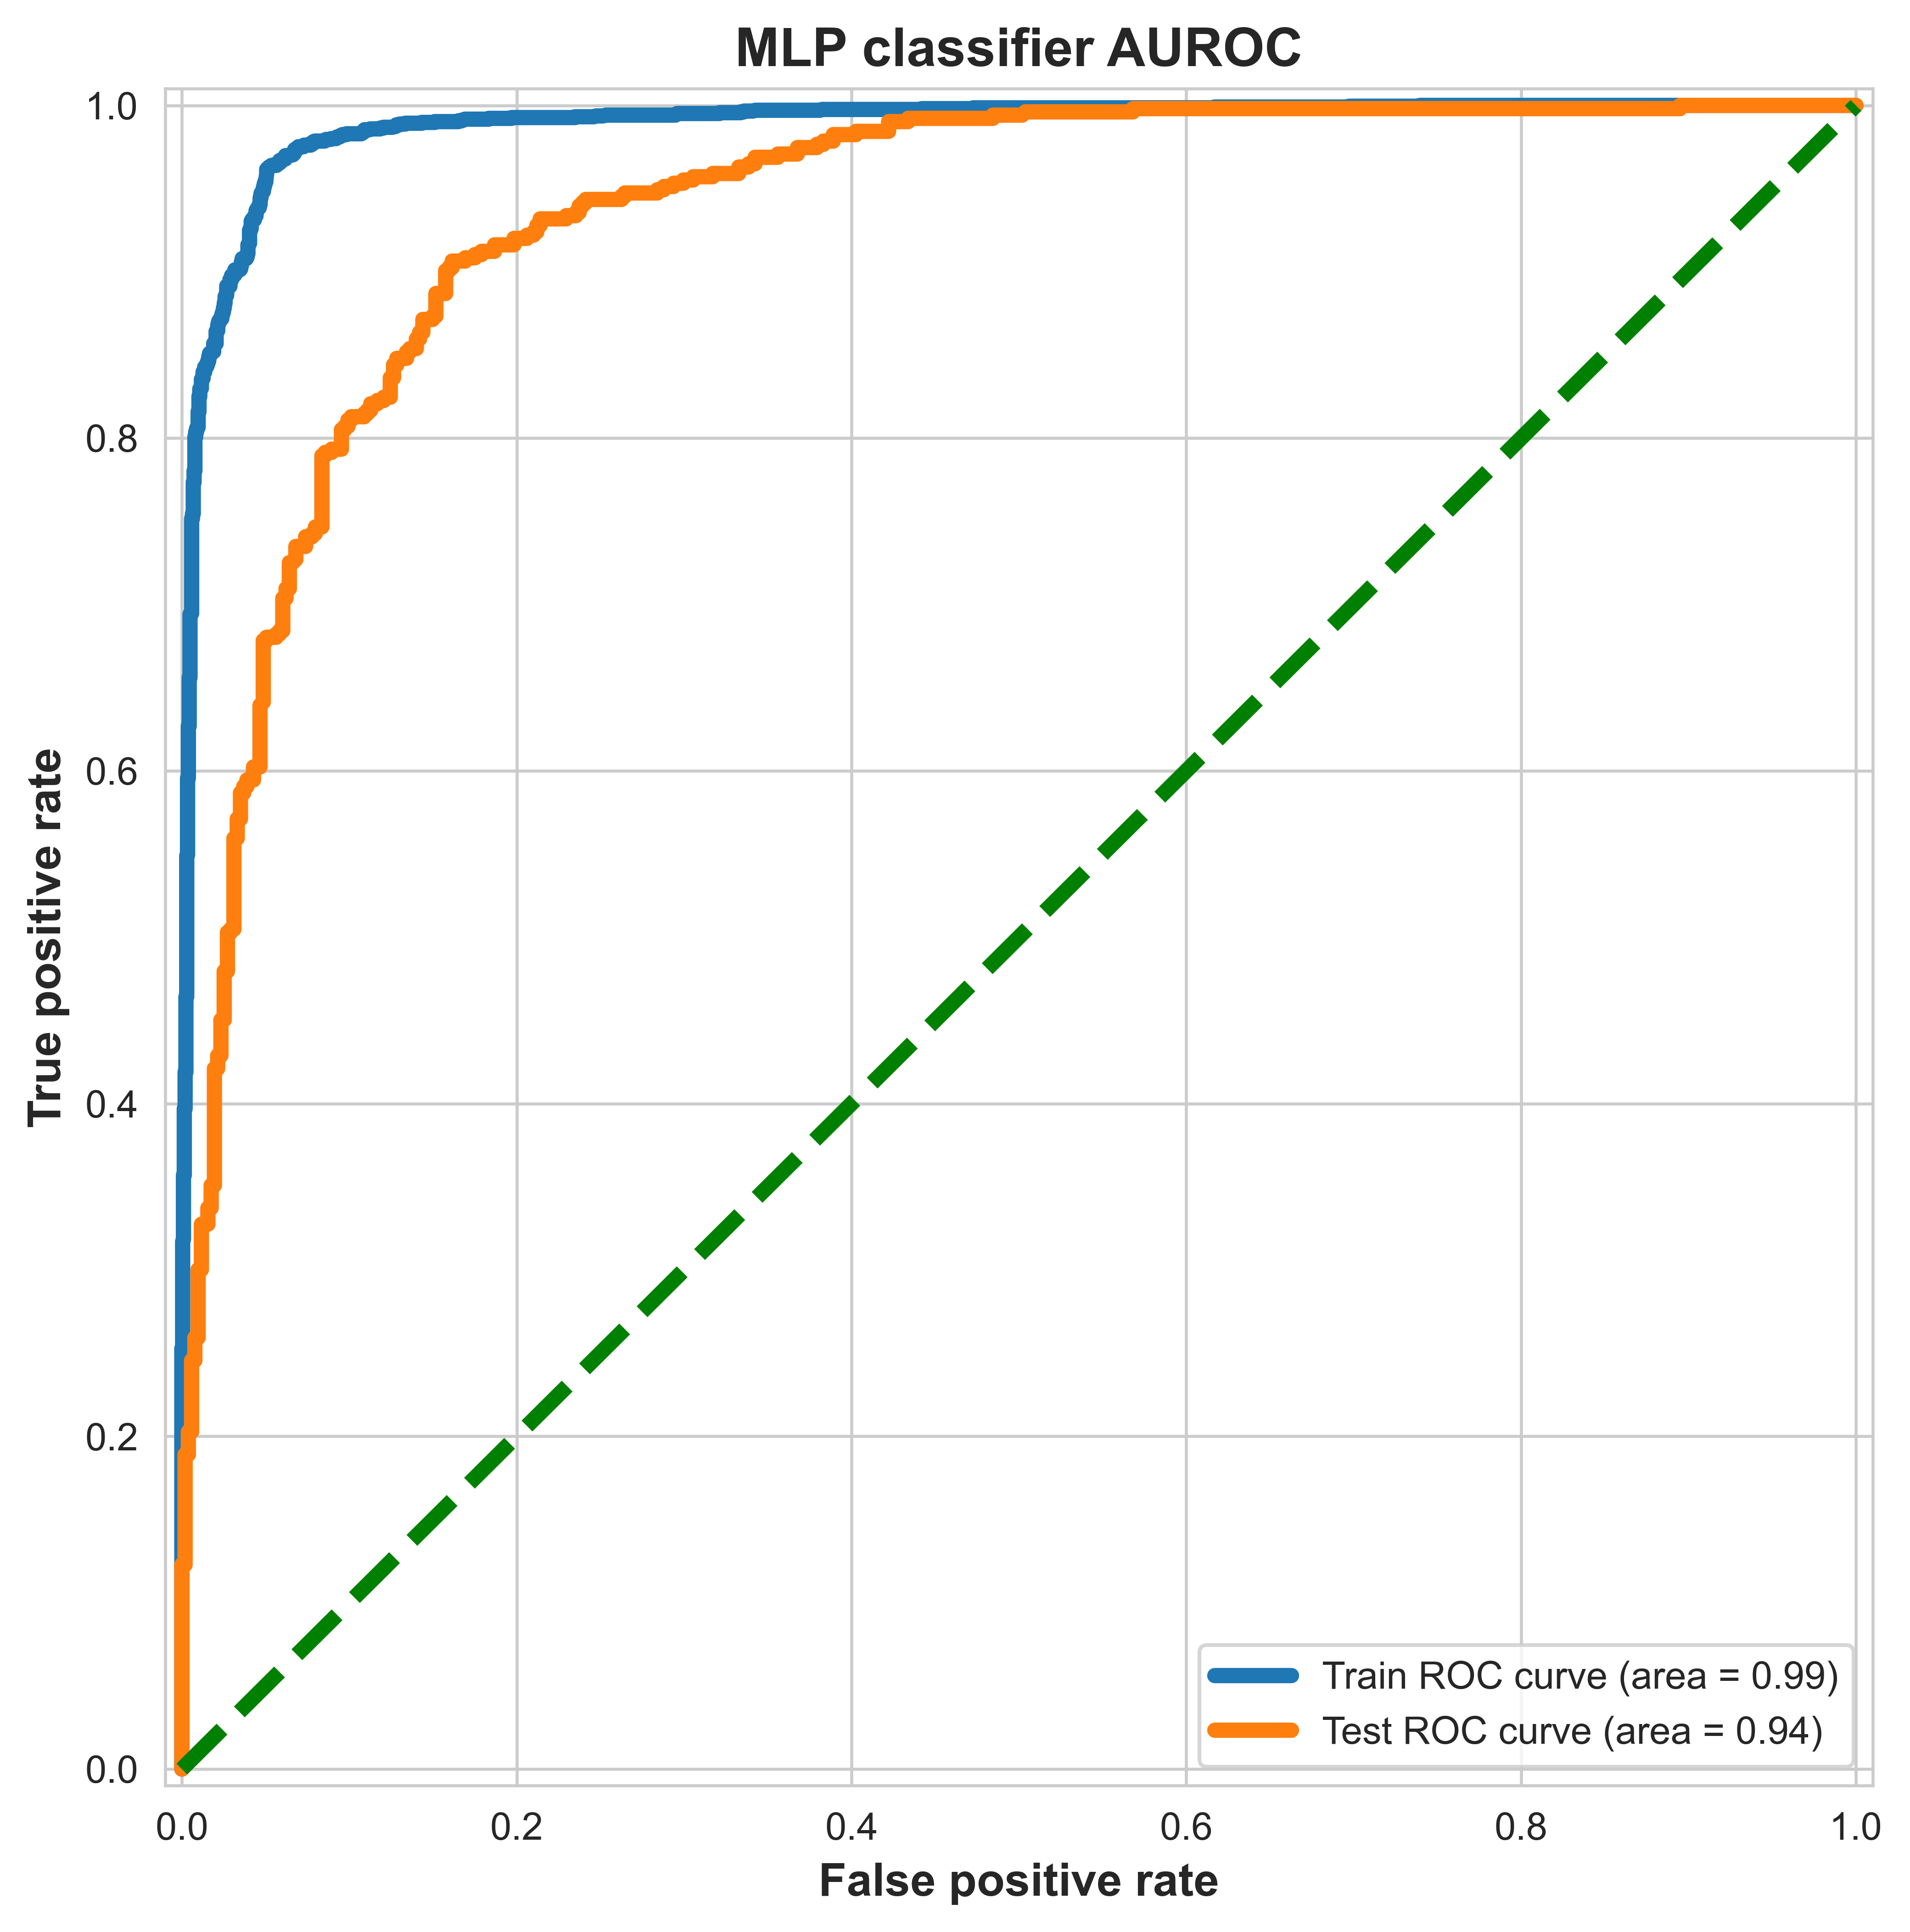 MLP classifier AUROC
1.0
0.8
0.6
0.4
0.2
0.0
True positive rate
Train ROC curve (area = 0.99)
Test ROC curve (area = 0.94)
0.0 0.2 0.4 0.6 0.8 1.0
False positive rate